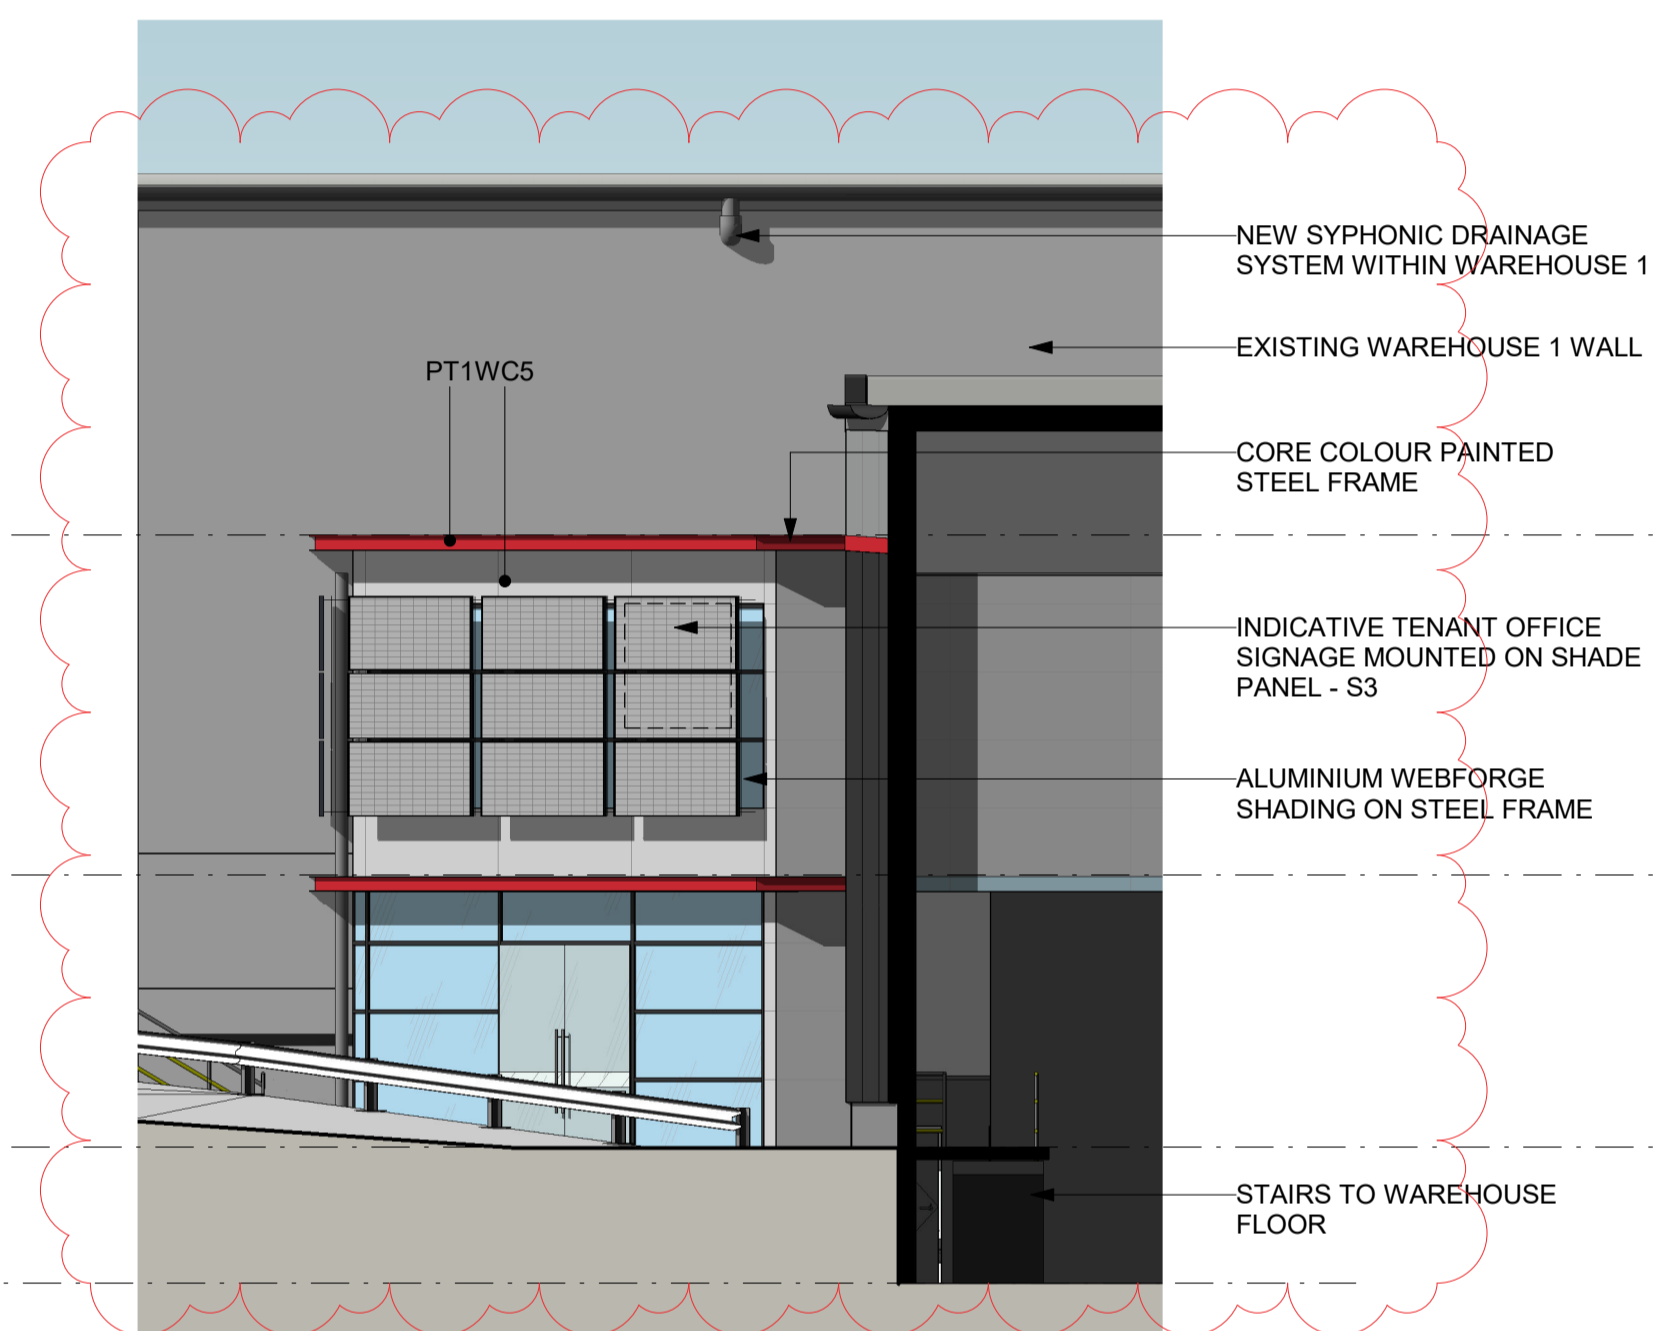 NEW SYPHONIC DRAINAGE
SYSTEM WITHIN WAREHOUSE 1
EXISTING WAREHOUSE 1 WALL
PT1WC5
CORE COLOUR PAINTED
STEEL FRAME
INDICATIVE TENANT OFFICE
SIGNAGE MOUNTED ON SHADE
PANEL - S3
ALUMINIUM WEBFORGE
SHADING ON STEEL FRAME
STAIRS TO WAREHOUSE
FLOOR